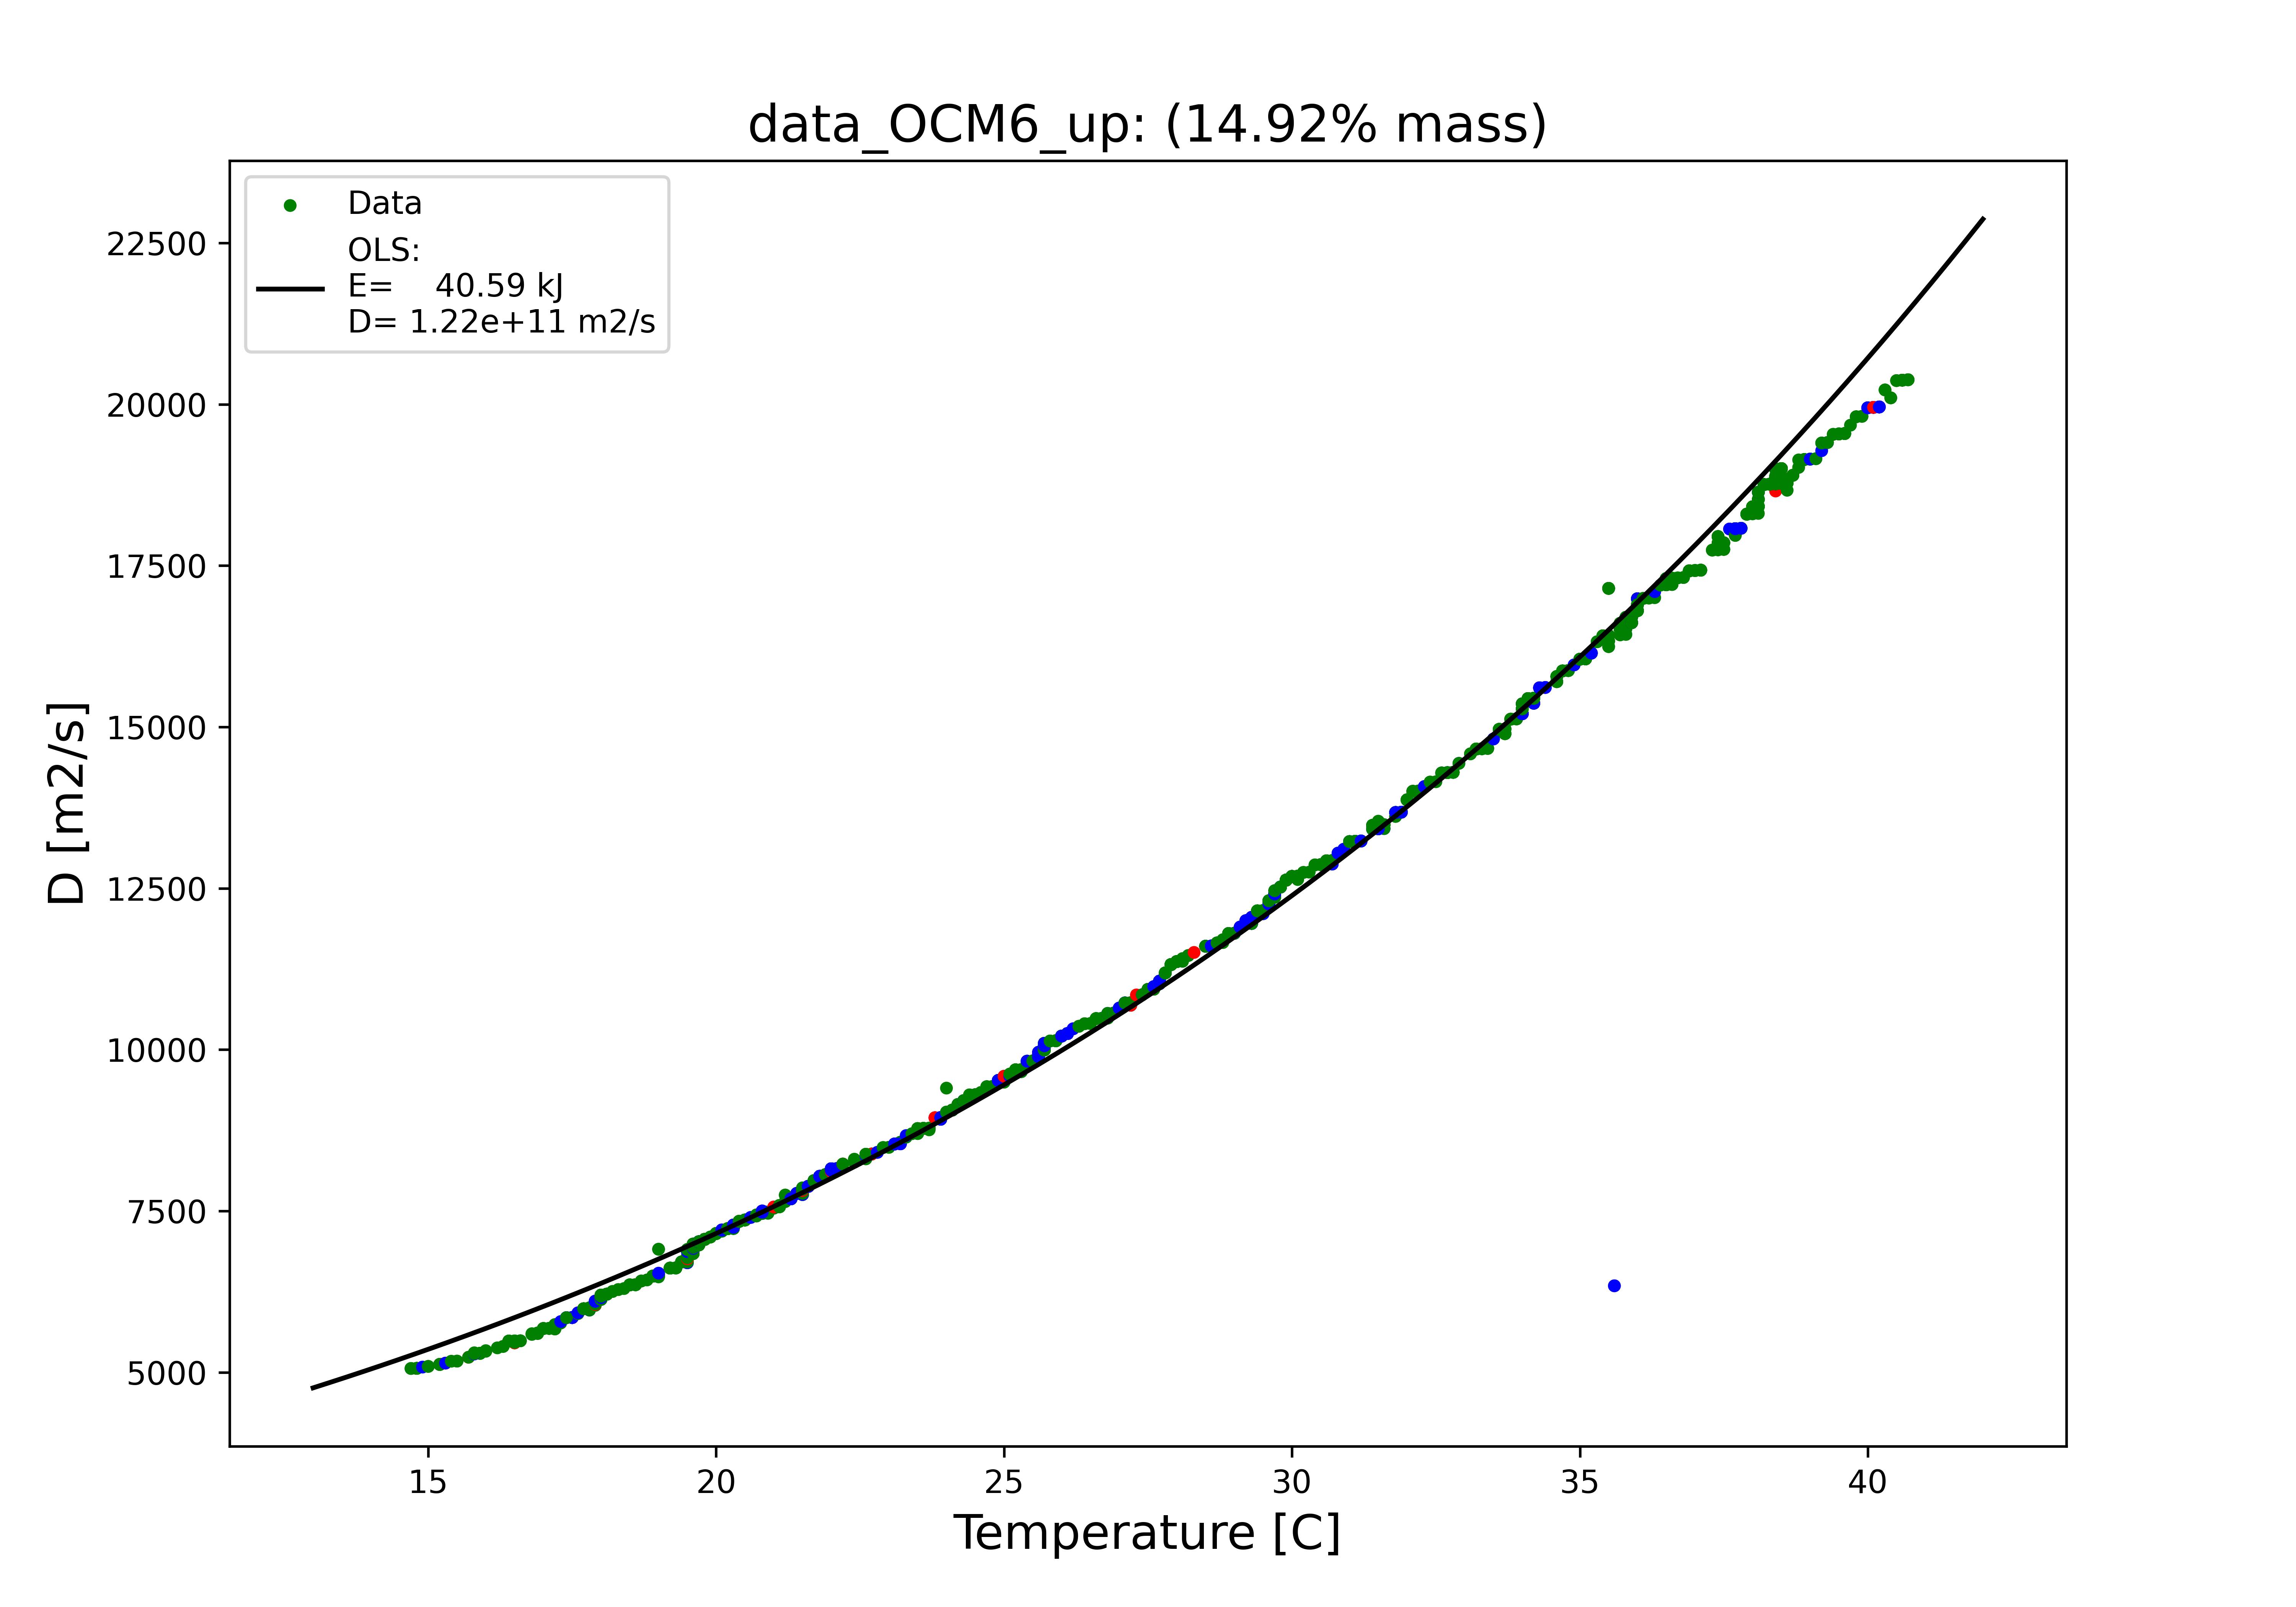 data_OCM6_up: (14.92% mass)
Data
OLS:
E=    40.59 kJ
D= 1.22e+11 m2/s
22500
20000
17500
15000
12500
10000
7500
5000
D [m2/s]
15 20 25 30 35 40
Temperature [C]